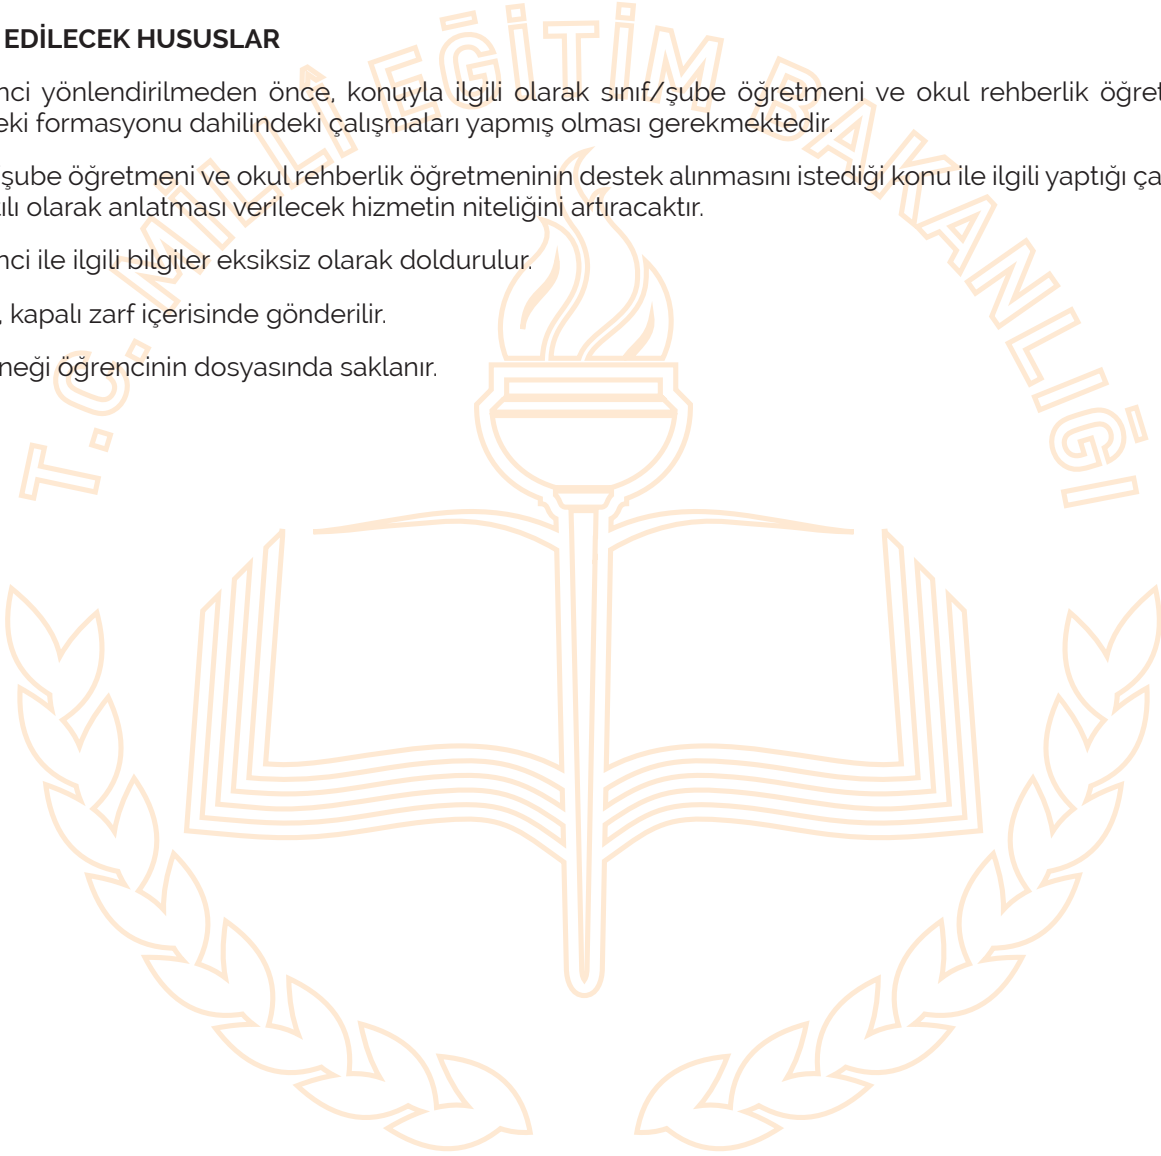 EDİLECEK HUSUSLAR
nci yönlendirilmeden önce, konuyla ilgili olarak sınıf/şube öğretmeni ve okul rehberlik öğret
eki formasyonu dahilindeki çalışmaları yapmış olması gerekmektedir.
şube öğretmeni ve okul rehberlik öğretmeninin destek alınmasını istediği konu ile ilgili yaptığı ça
ılı olarak anlatması verilecek hizmetin niteliğini artıracaktır.
nci ile ilgili bilgiler eksiksiz olarak doldurulur.
, kapalı zarf içerisinde gönderilir.
neği öğrencinin dosyasında saklanır.
T.C. MİLLÎ EĞİTİM BAKANLIĞI